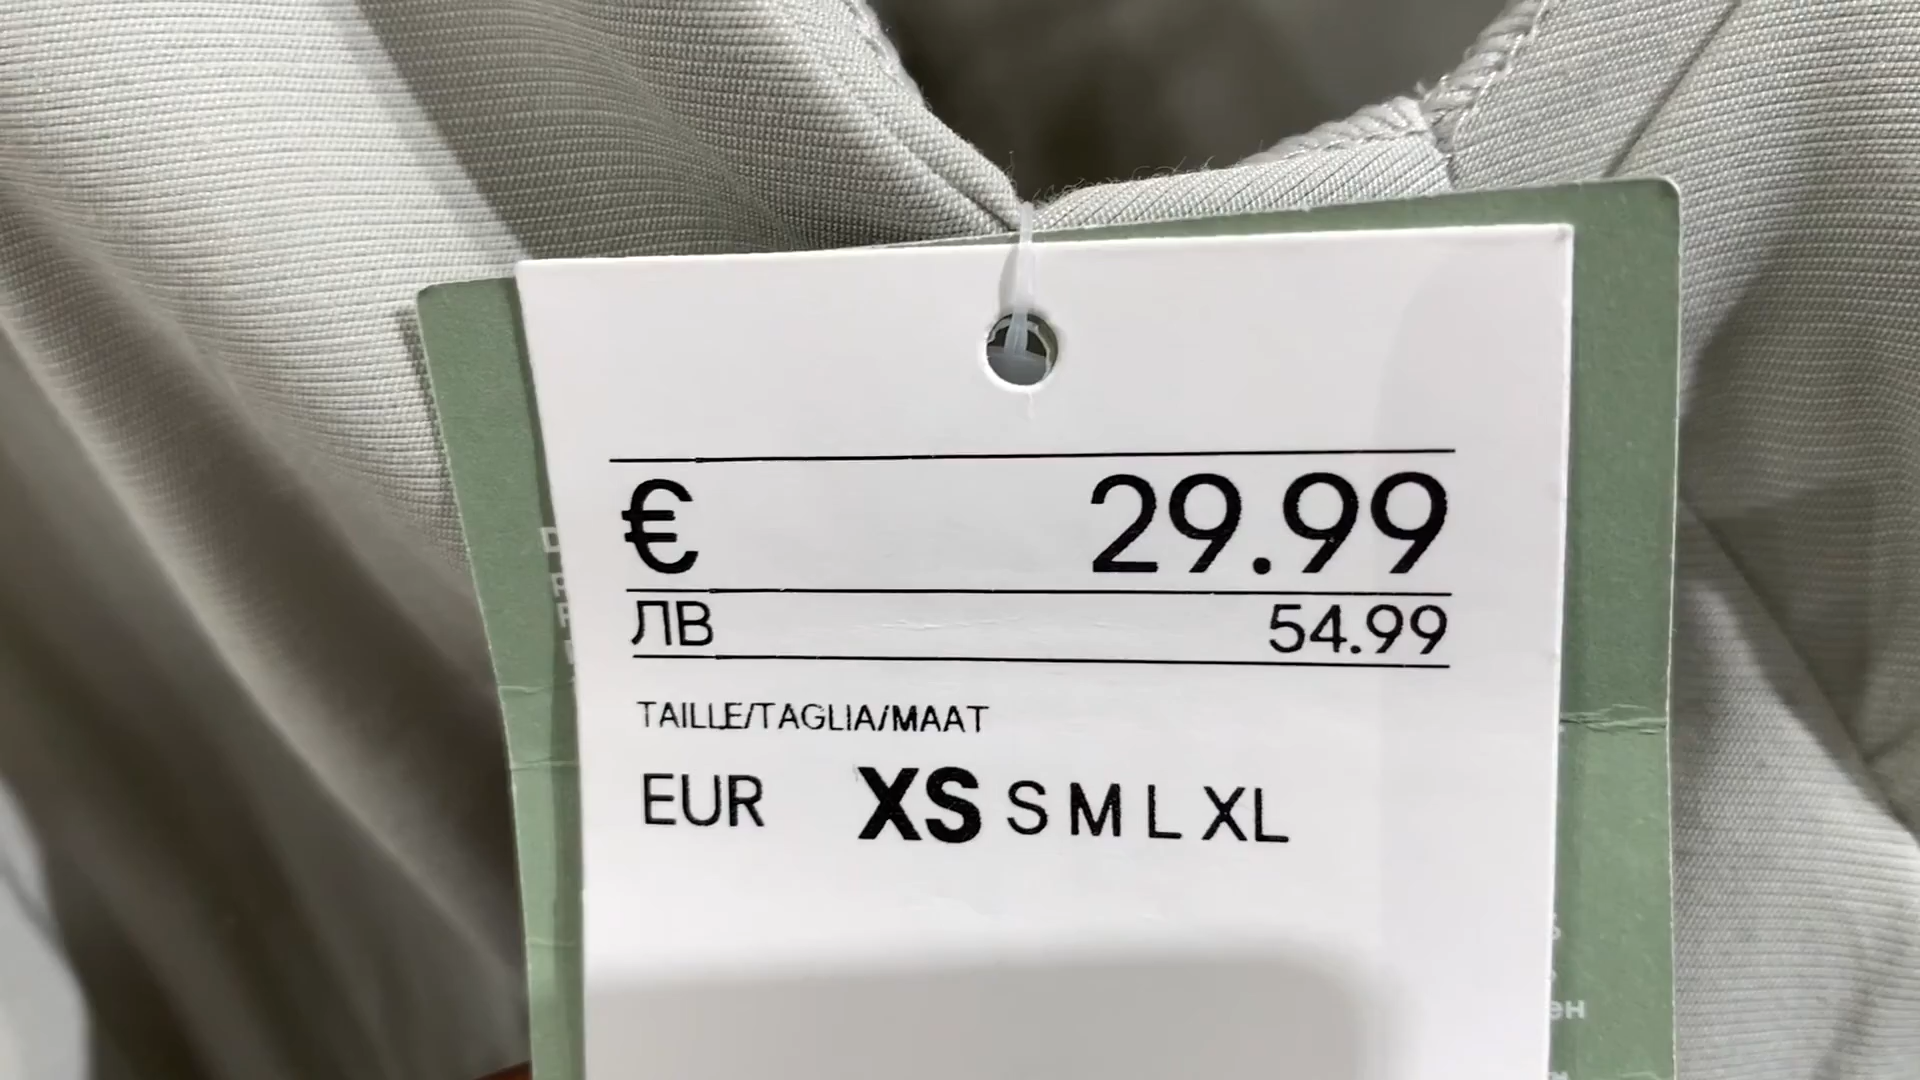 € 29.99
ЛВ 54.99
TAILLE/TAGLIA/MAAT
EUR XS S M L XL